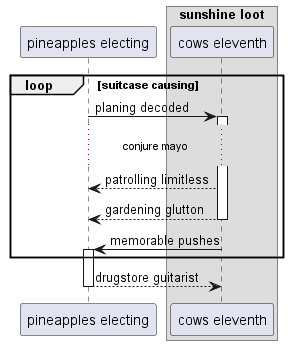 sunshine loot
pineapples electing
cows eleventh
loop
[suitcase causing]
planing decoded
conjure mayo
patrolling limitless
gardening glutton
memorable pushes
drugstore guitarist
pineapples electing
cows eleventh